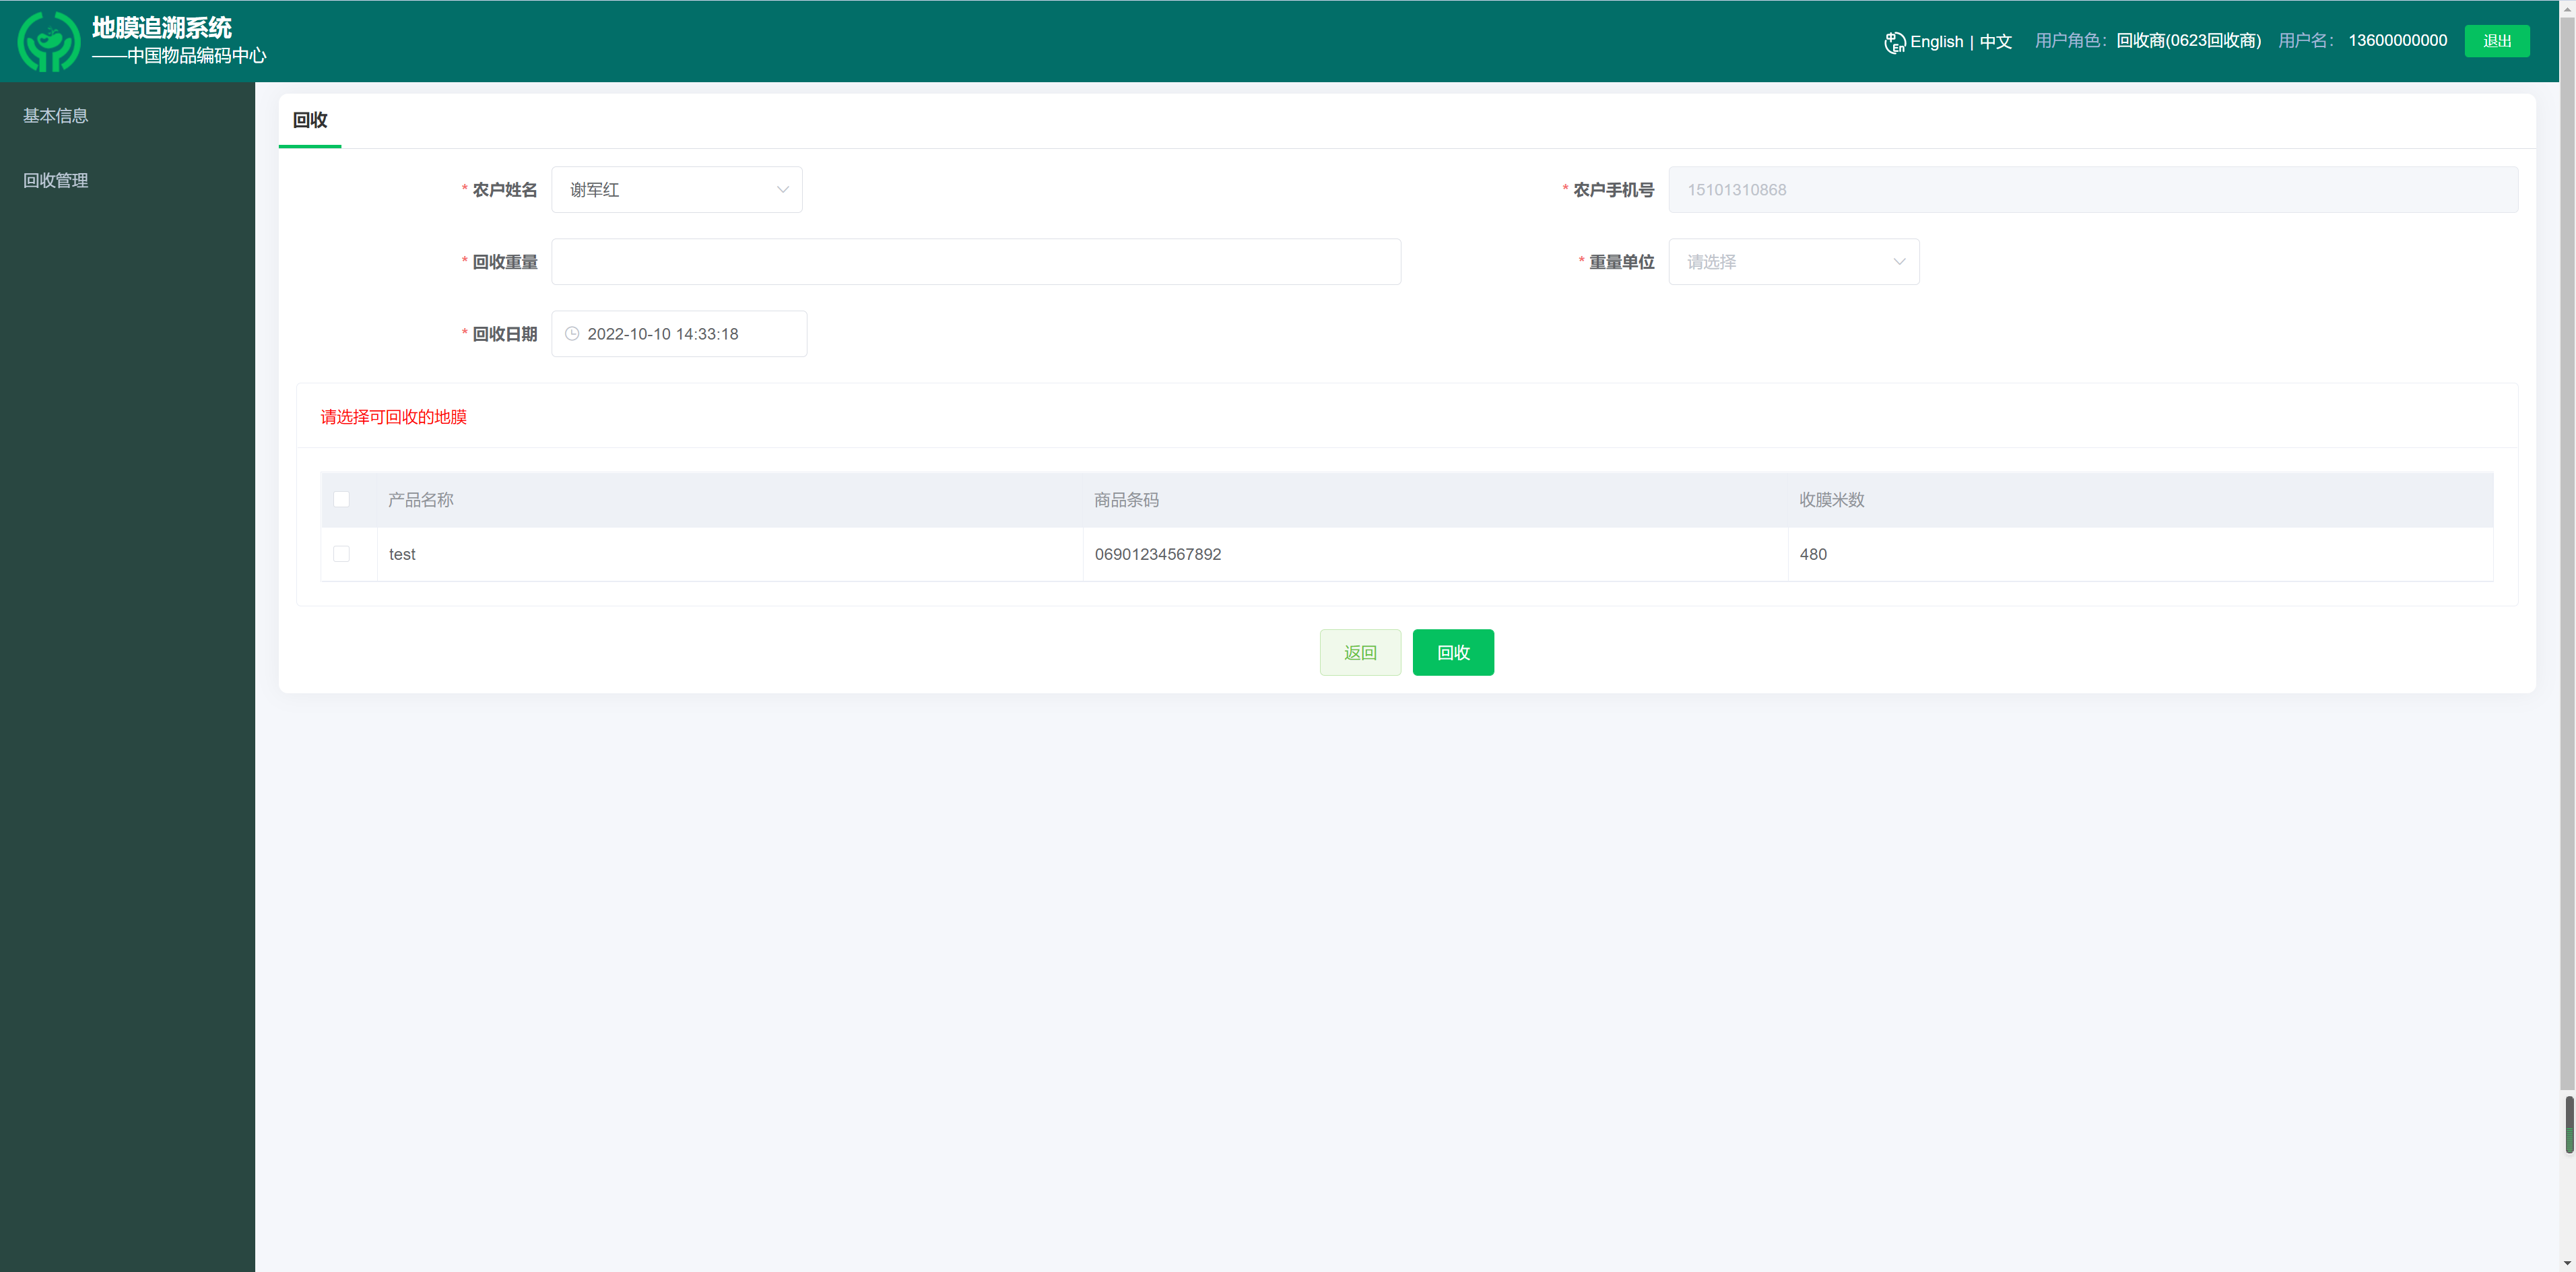 地膜追溯系统
——中国物品编码中心
English | 中文 用户角色: 回收商(0623回收商) 用户名: 13600000000 退出
基本信息
回收管理
回收
* 农户姓名 谢军红 * 农户手机号 15101310868
* 回收重量 * 重量单位 请选择
* 回收日期 2022-10-10 14:33:18
请选择可回收的地膜
产品名称 商品条码 收膜米数
test 06901234567892 480
返回 回收